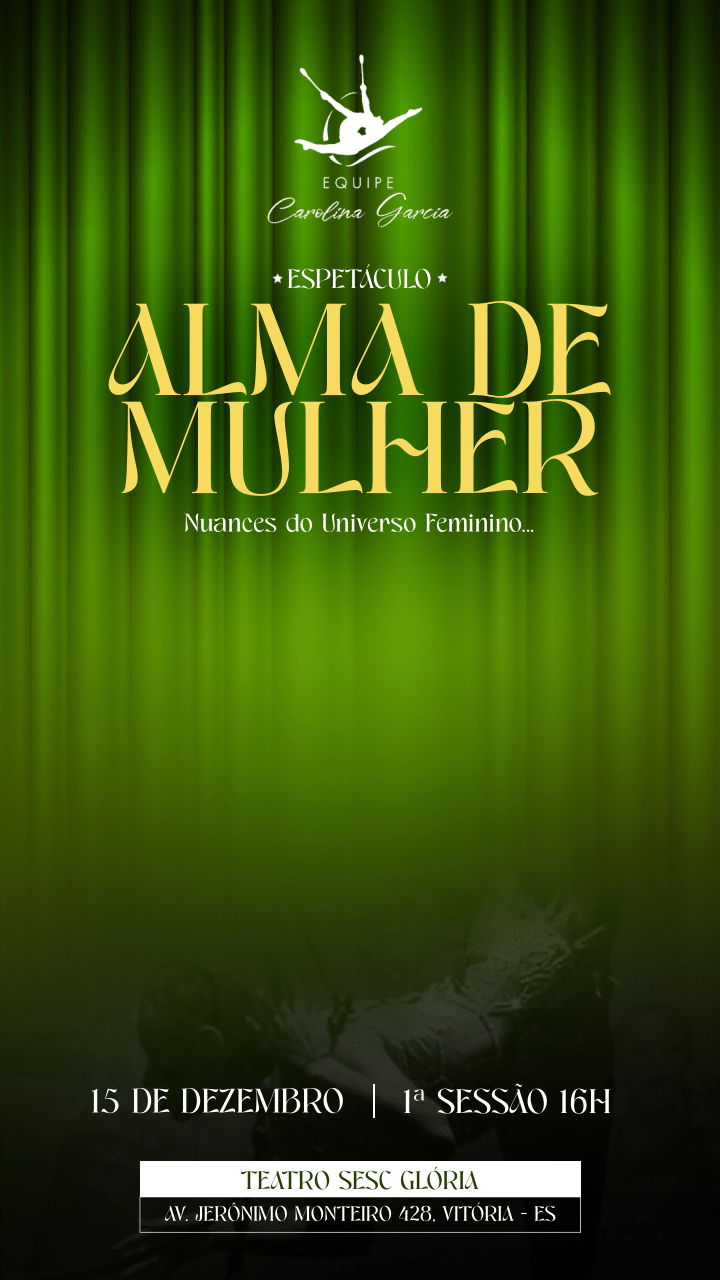 EQUIPE
Carolina Garcia
ESPETÁCULO
ALMA DE
MULHER
Nuances do Universo Feminino...
15 DE DEZEMBRO | 1ª SESSÃO 16H
TEATRO SESC GLÓRIA
AV. JERÔNIMO MONTEIRO 428, VITÓRIA - ES